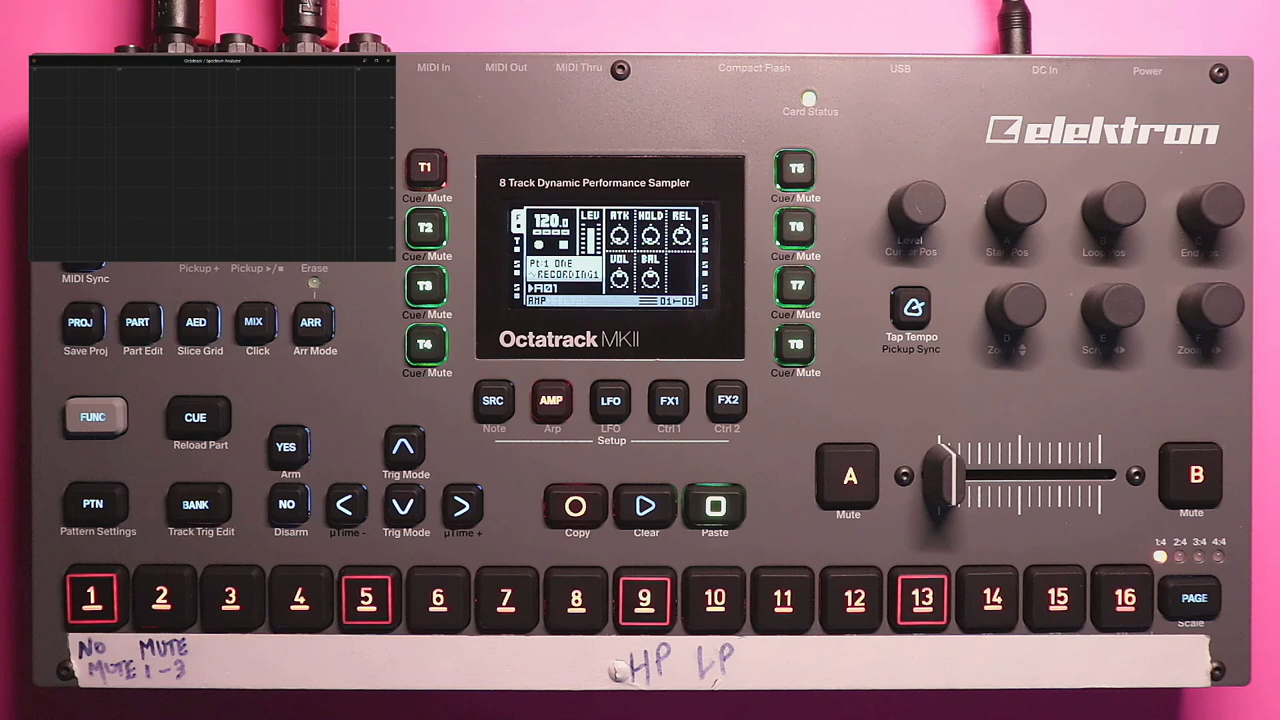 Octatrack / Spectrum Analyzer
MIDI In MIDI Out MIDI Thru Compact Flash USB DC In Power
Card Status
elektron
8 Track Dynamic Performance Sampler
T1
Cue/Mute
T2
Cue/Mute
T3
Cue/Mute
T4
Cue/Mute
T5
Cue/Mute
T6
Cue/Mute
T7
Cue/Mute
T8
Cue/Mute
120.0 LEV ATK HOLD REL
VOL BAL
PT:1 ONE
~RECORDING1
R01
AMP
Octatrack MKII
Level
Cursor Pos
A
Start Pos
B
Loop Pos
C
End Pos
Tap Tempo
Pickup Sync
D
Zoom
E
Scroll
F
Zoom
MIDI Sync
Pickup + Pickup ▸/■ Erase
PROJ PART AED MIX ARR
Save Proj Part Edit Slice Grid Click Arr Mode
SRC AMP LFO FX1 FX2
Note Arp LFO Ctrl 1 Ctrl 2
Setup
FUNC CUE
Reload Part
YES
Arm
Trig Mode
PTN BANK NO
Pattern Settings Track Trig Edit Disarm µTime - Trig Mode µTime +
Copy Clear Paste
A
Mute
B
Mute
1:4 2:4 3:4 4:4
1 2 3 4 5 6 7 8 9 10 11 12 13 14 15 16 PAGE
Scale
NO MUTE
MUTE 1-3
HP LP